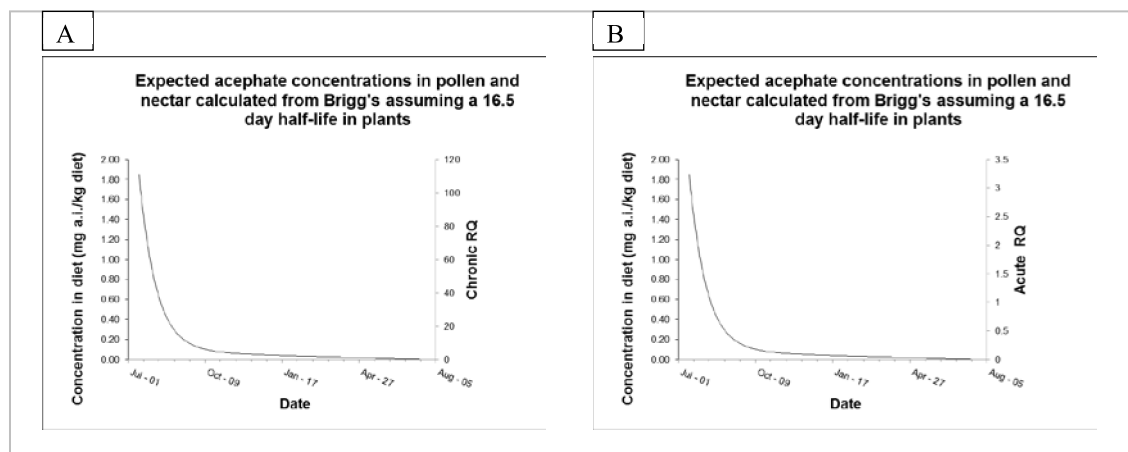 A
Expected acephate concentrations in pollen and
nectar calculated from Brigg's assuming a 16.5
day half-life in plants
Concentration in diet (mg a.i./kg diet)
2.00
1.80
1.60
1.40
1.20
1.00
0.80
0.60
0.40
0.20
0.00
120
100
80
60
40
20
0
Chronic RQ
Jul - 01
Oct - 09
Jan - 17
Apr - 27
Aug - 05
Date
B
Expected acephate concentrations in pollen and
nectar calculated from Brigg's assuming a 16.5
day half-life in plants
Concentration in diet (mg a.i./kg diet)
2.00
1.80
1.60
1.40
1.20
1.00
0.80
0.60
0.40
0.20
0.00
3.5
3
2.5
2
1.5
1
0.5
0
Acute RQ
Jul - 01
Oct - 09
Jan - 17
Apr - 27
Aug - 05
Date